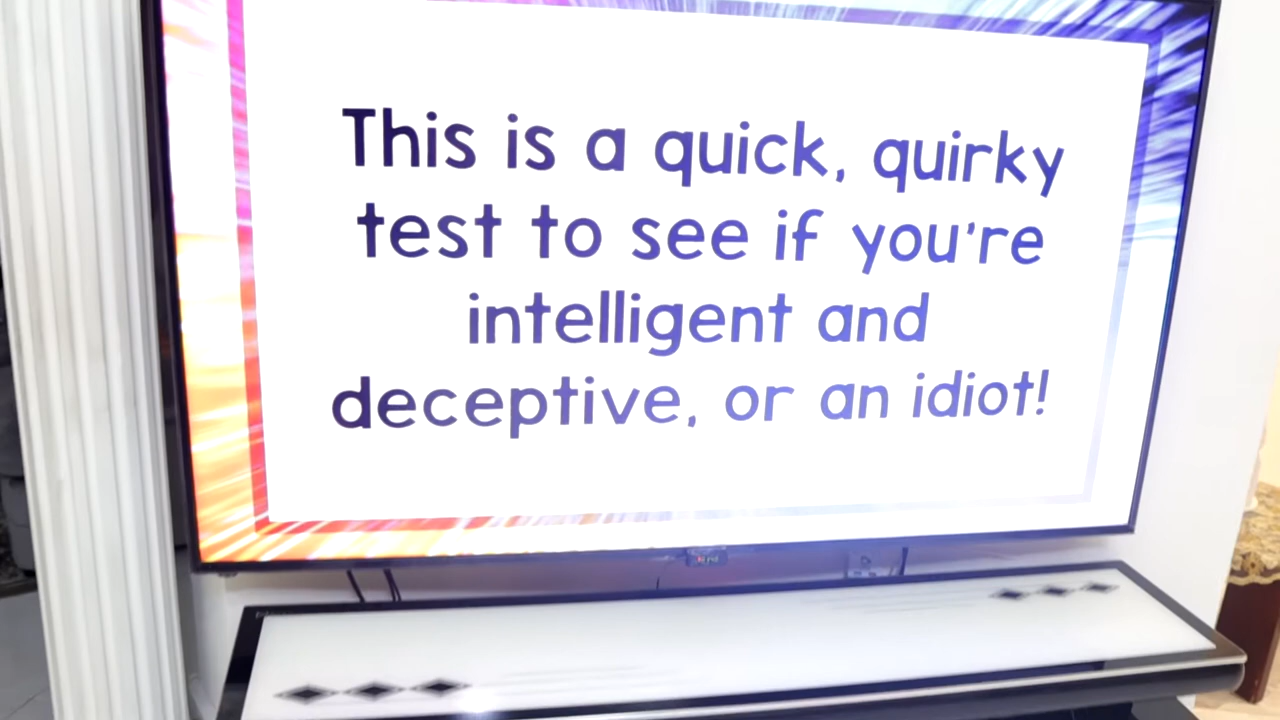 This is a quick, quirky
test to see if you're
intelligent and
deceptive, or an idiot!